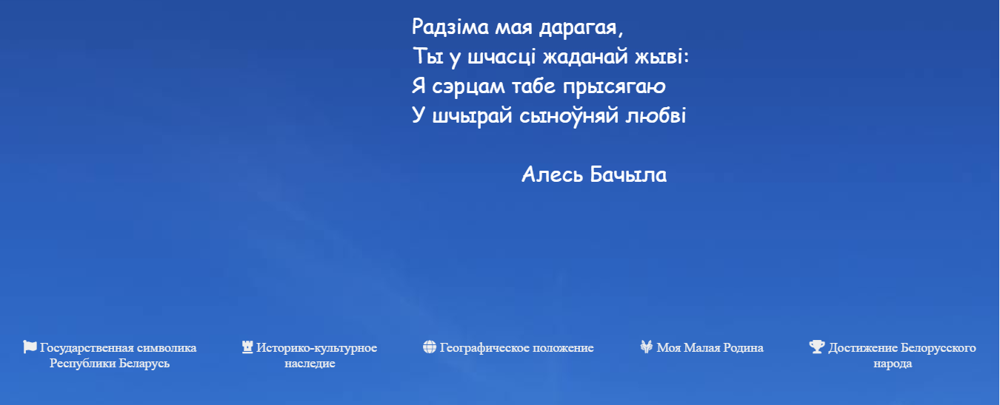 Радзіма мая дарагая,
Ты у шчасці жаданай жыві:
Я сэрцам табе прысягаю
У шчырай сыноўняй любві
Алесь Бачыла
Государственная символика
Республики Беларусь
Историко-культурное
наследие
Географическое положение
Моя Малая Родина
Достижение Белорусского
народа